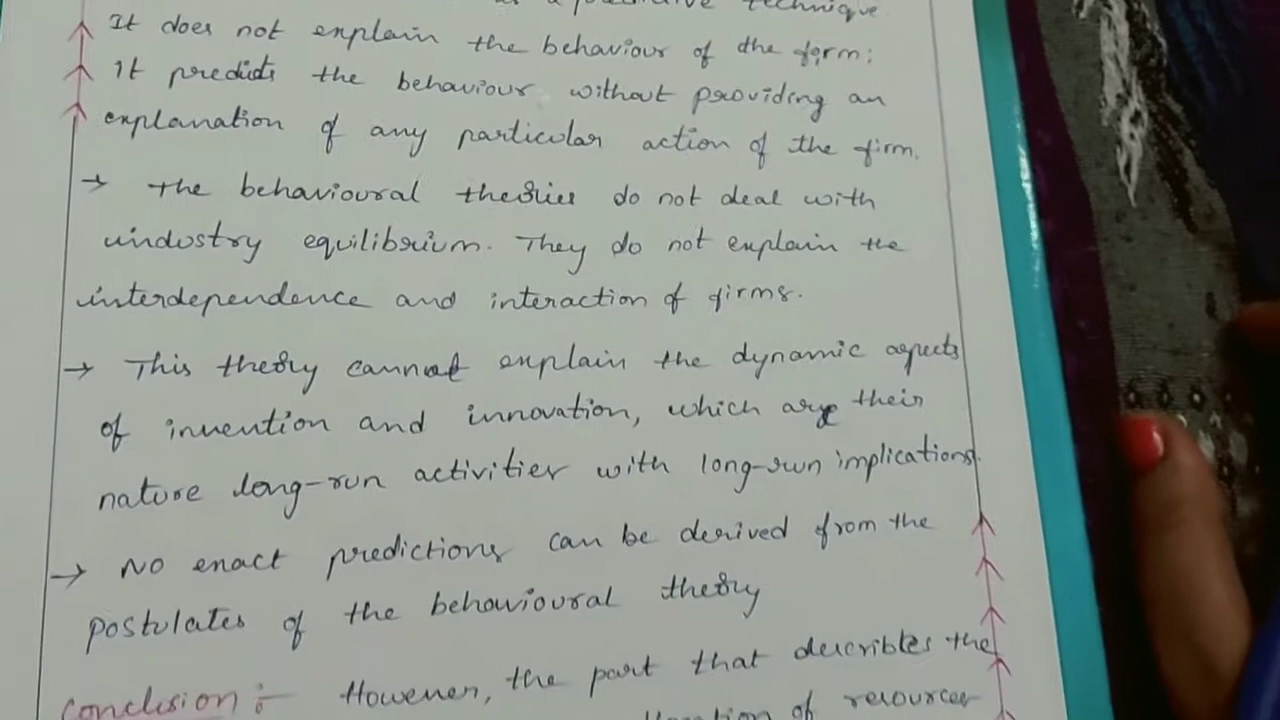 technique
It does not explain the behaviour of the form;
It predicts the behaviour without providing an
explanation of any particular action of the firm.
→ The behavioural theories do not deal with
industry equilibrium. They do not explain the
interdependence and interaction of firms.
→ This theory cannot explain the dynamic aspects
of invention and innovation, which are their
nature long-run activities with long-run implications.
→ No exact predictions can be derived from the
postulates of the behavioural theory
Conclusion :- However, the part that describes the
of resources